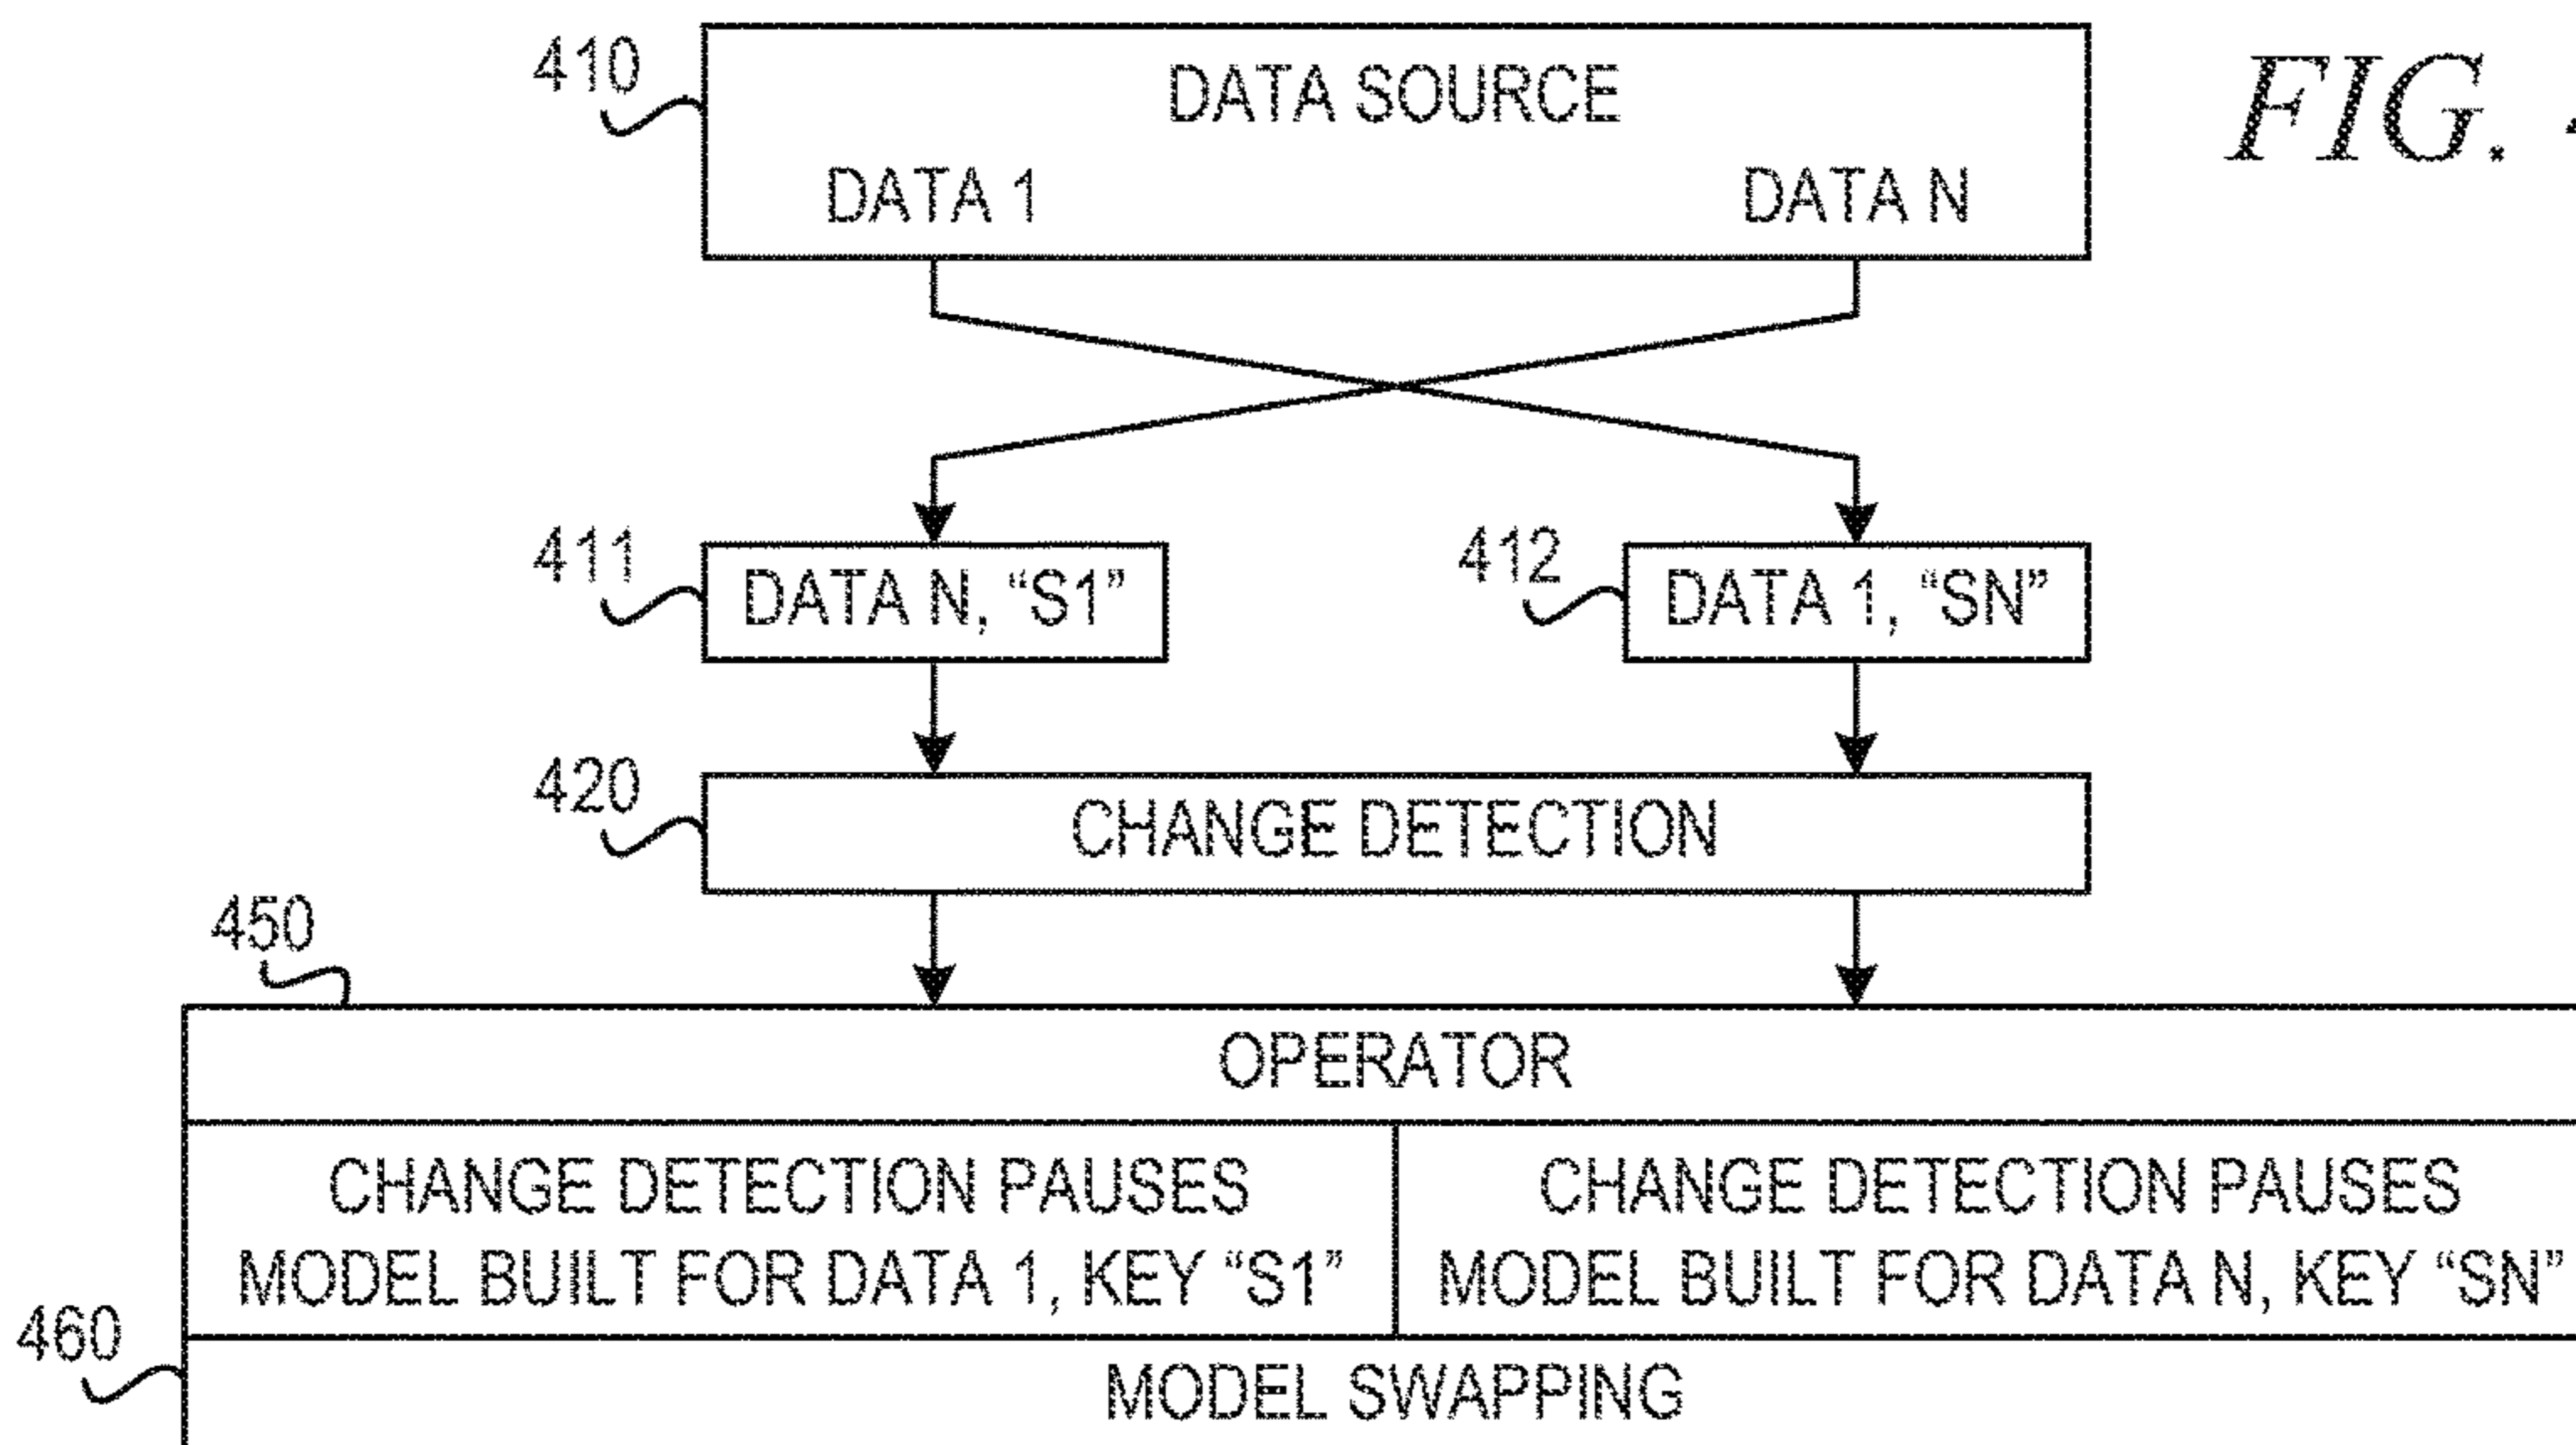 410
DATA SOURCE
FIG.
DATA 1
DATA N
411
DATA N, “S1”
412
DATA 1, “SN”
420
CHANGE DETECTION
450
OPERATOR
CHANGE DETECTION PAUSES
MODEL BUILT FOR DATA 1, KEY “S1”
CHANGE DETECTION PAUSES
MODEL BUILT FOR DATA N, KEY “SN”
460
MODEL SWAPPING